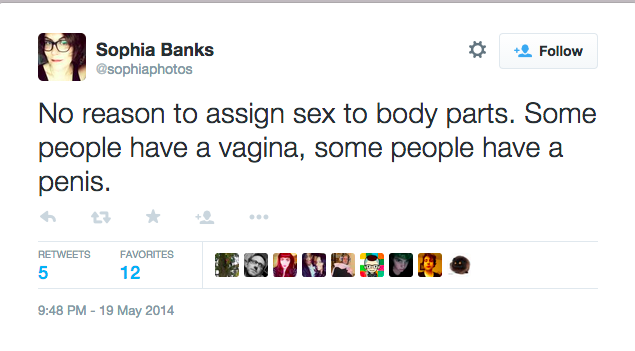 Sophia Banks
@sophiaphotos
Follow
No reason to assign sex to body parts. Some
people have a vagina, some people have a
penis.
RETWEETS FAVORITES
5 12
9:48 PM - 19 May 2014